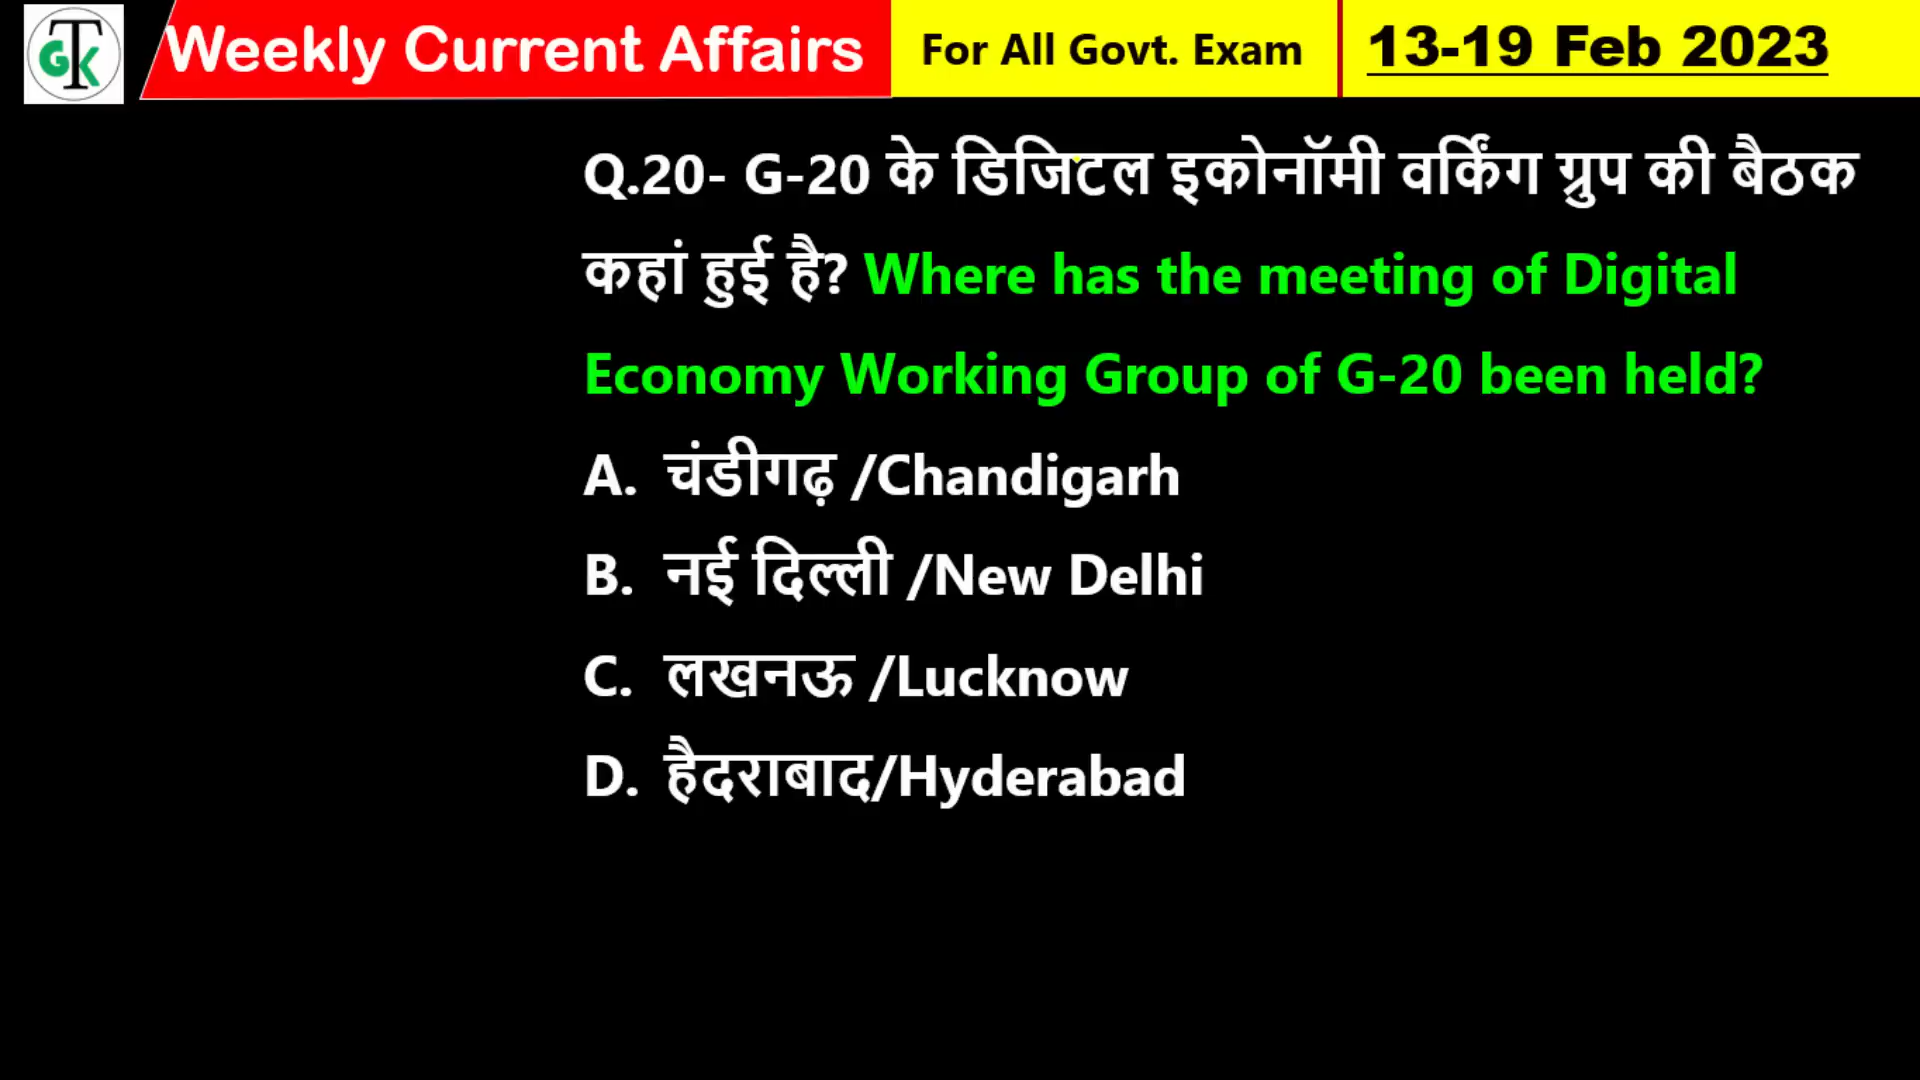 GTK
Weekly Current Affairs
For All Govt. Exam
13-19 Feb 2023
Q.20- G-20 के डिजिटल इकोनॉमी वर्किंग ग्रुप की बैठक
कहां हुई है? Where has the meeting of Digital
Economy Working Group of G-20 been held?
A. चंडीगढ़ /Chandigarh
B. नई दिल्ली /New Delhi
C. लखनऊ /Lucknow
D. हैदराबाद/Hyderabad